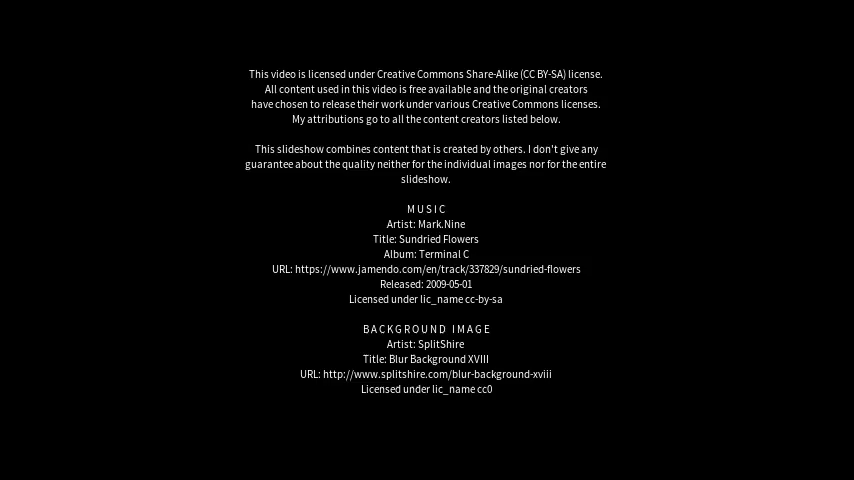 This video is licensed under Creative Commons Share-Alike (CC BY-SA) license.
All content used in this video is free available and the original creators
have chosen to release their work under various Creative Commons licenses.
My attributions go to all the content creators listed below.
This slideshow combines content that is created by others. I don't give any
guarantee about the quality neither for the individual images nor for the entire
slideshow.
MUSIC
Artist: Mark.Nine
Title: Sundried Flowers
Album: Terminal C
URL: https://www.jamendo.com/en/track/337829/sundried-flowers
Released: 2009-05-01
Licensed under lic_name cc-by-sa
BACKGROUND IMAGE
Artist: SplitShire
Title: Blur Background XVIII
URL: http://www.splitshire.com/blur-background-xviii
Licensed under lic_name cc0